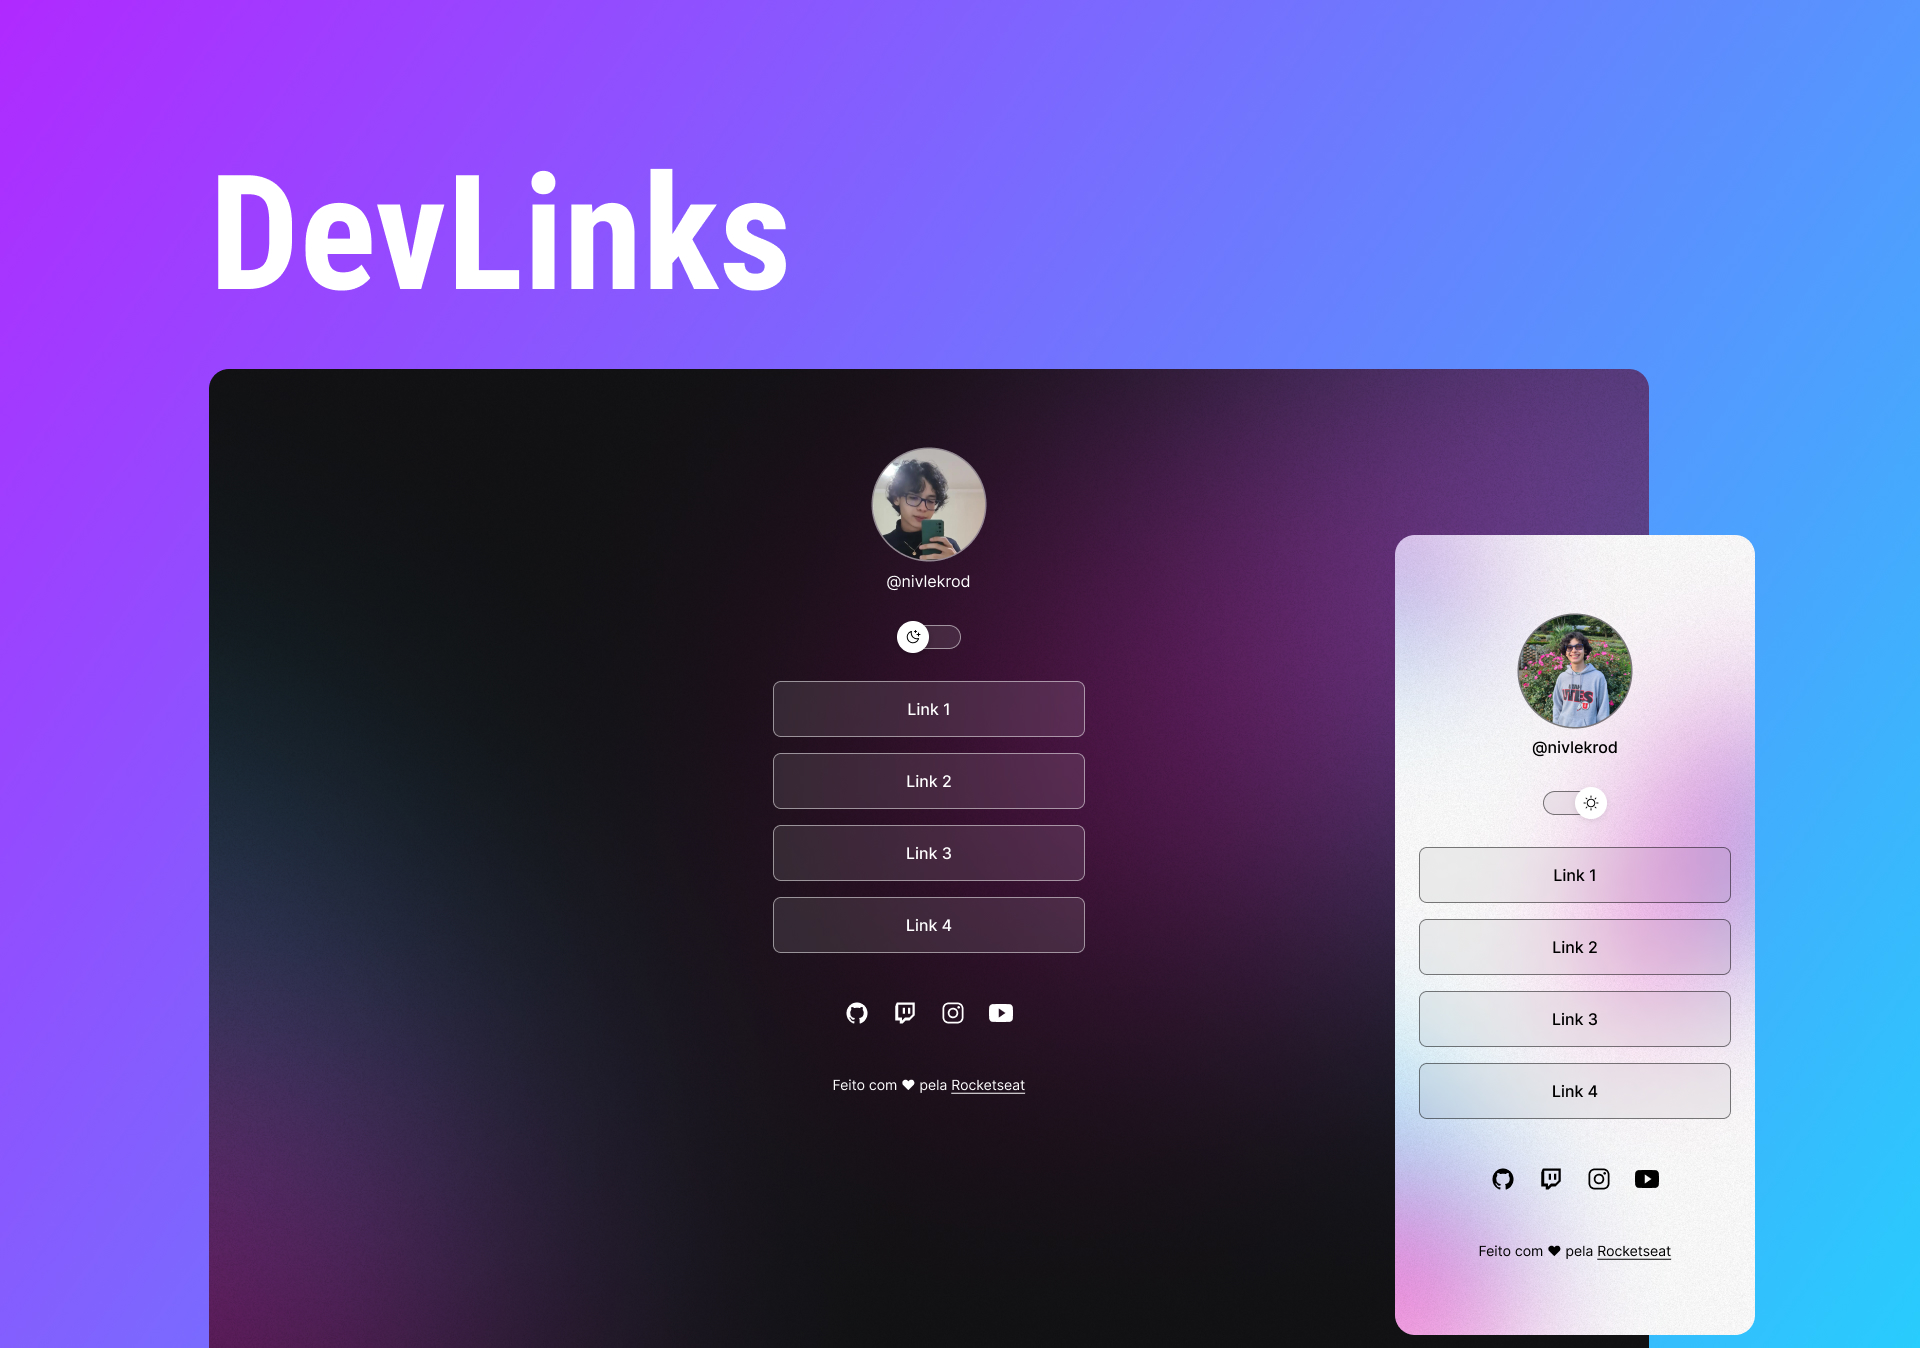 DevLinks
@nivlekrod
Link 1
Link 2
Link 3
Link 4
Feito com ♥ pela Rocketseat
@nivlekrod
Link 1
Link 2
Link 3
Link 4
Feito com ♥ pela Rocketseat